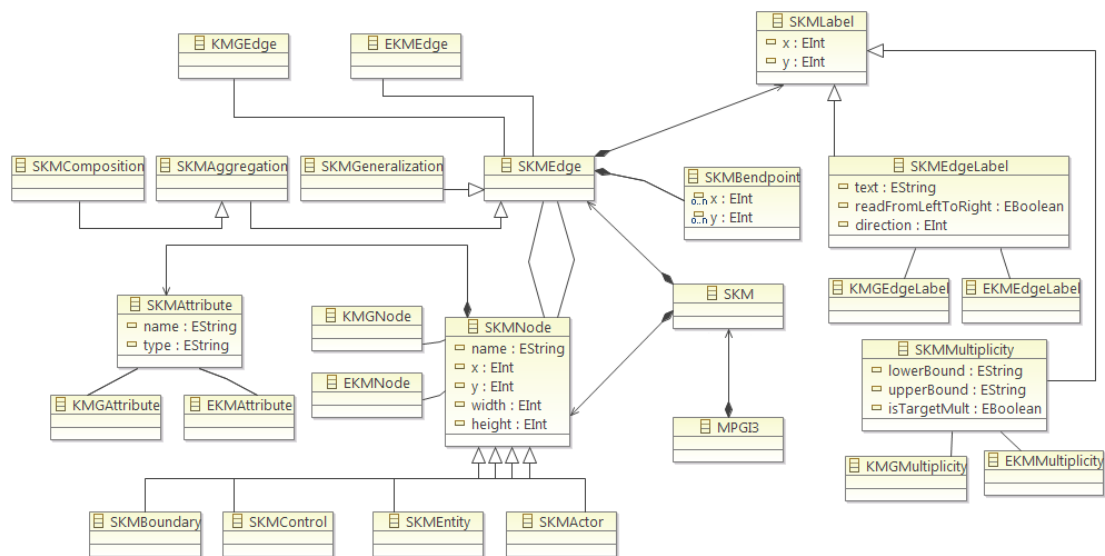 SKMLabel
x : EInt
y : EInt
KMGEdge
EKMEdge
SKMComposition
SKMAggregation
SKMGeneralization
SKMEdge
SKMBendpoint
0..n x : EInt
0..n y : EInt
SKMEdgeLabel
text : EString
readFromLeftToRight : EBoolean
direction : EInt
KMGEdgeLabel
EKMEdgeLabel
SKM
SKMAttribute
name : EString
type : EString
KMGNode
EKMNode
SKMNode
name : EString
x : EInt
y : EInt
width : EInt
height : EInt
SKMMultiplicity
lowerBound : EString
upperBound : EString
isTargetMult : EBoolean
KMGAttribute
EKMAttribute
MPGI3
KMGMultiplicity
EKMMultiplicity
SKMBoundary
SKMControl
SKMEntity
SKMActor